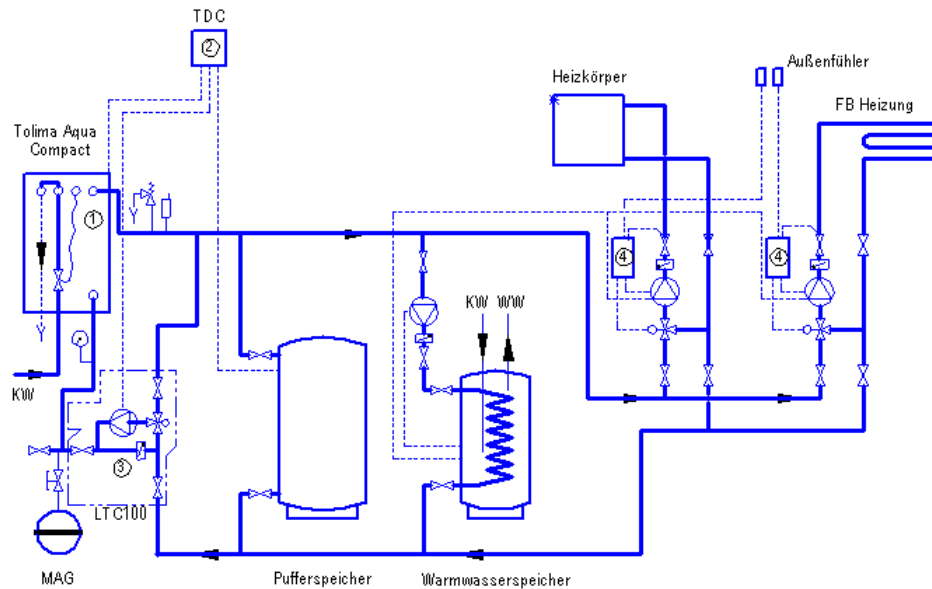 TDC
2
Außenfühler
Heizkörper
FB Heizung
Tolima Aqua
Compact
1
4
4
KW WW
KW
3
LTC100
MAG
Pufferspeicher
Warmwasserspeicher